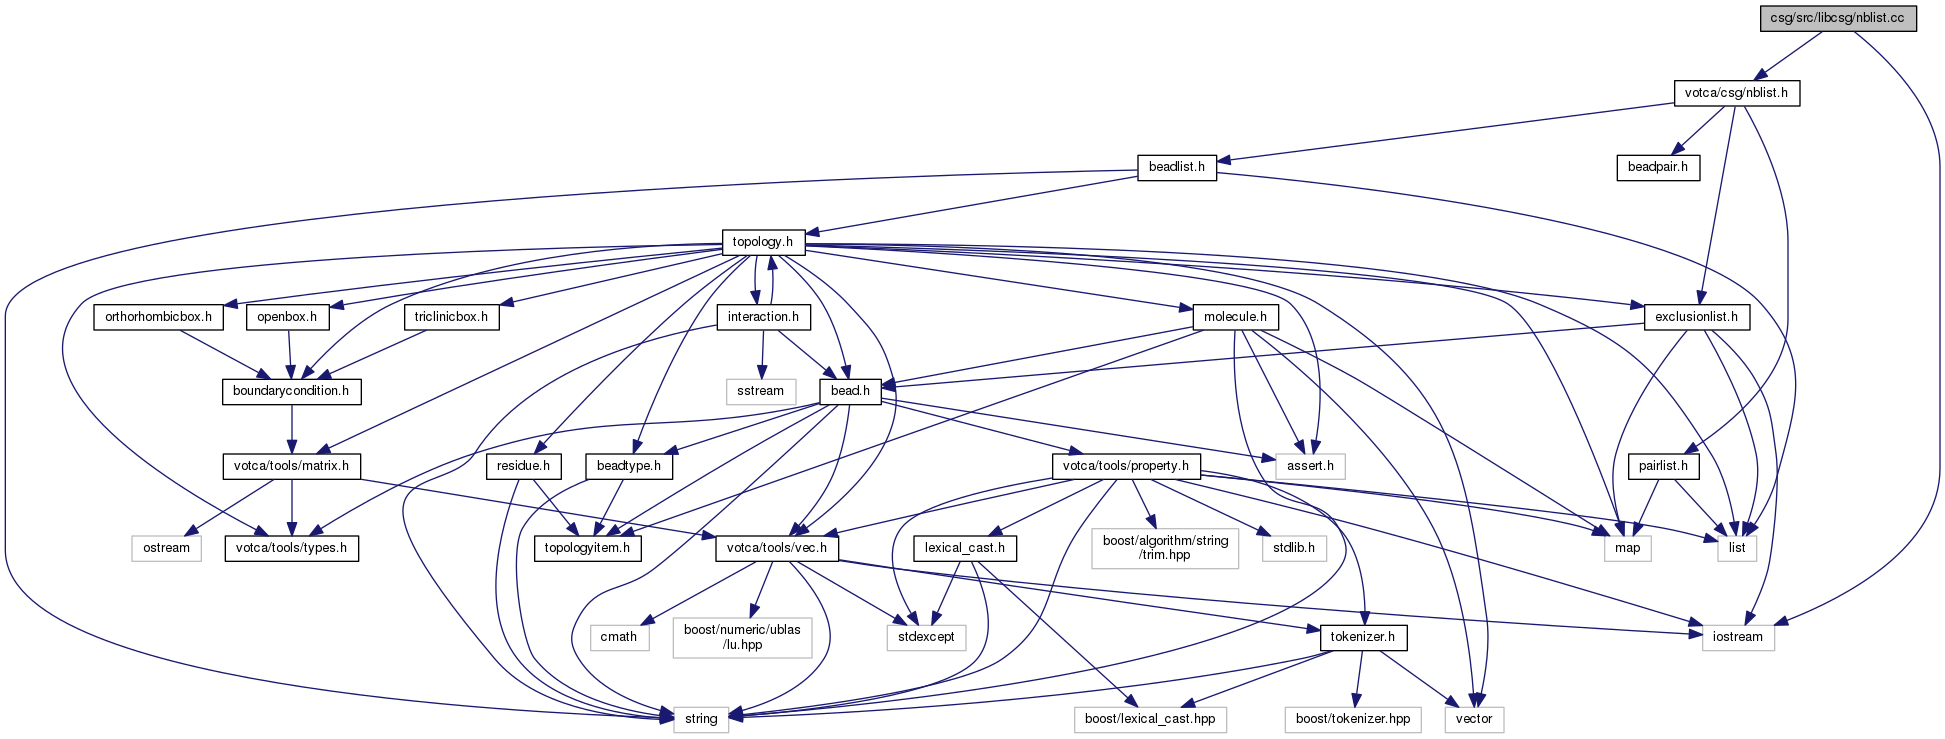 csg/src/libcsg/nblist.cc
votca/csg/nblist.h
beadlist.h
beadpair.h
topology.h
orthorhombicbox.h
openbox.h
triclinicbox.h
interaction.h
molecule.h
exclusionlist.h
boundarycondition.h
sstream
bead.h
votca/tools/matrix.h
residue.h
beadtype.h
votca/tools/property.h
assert.h
pairlist.h
ostream
votca/tools/types.h
topologyitem.h
votca/tools/vec.h
lexical_cast.h
boost/algorithm/string
/trim.hpp
stdlib.h
map
list
cmath
boost/numeric/ublas
/lu.hpp
stdexcept
tokenizer.h
iostream
string
boost/lexical_cast.hpp
boost/tokenizer.hpp
vector